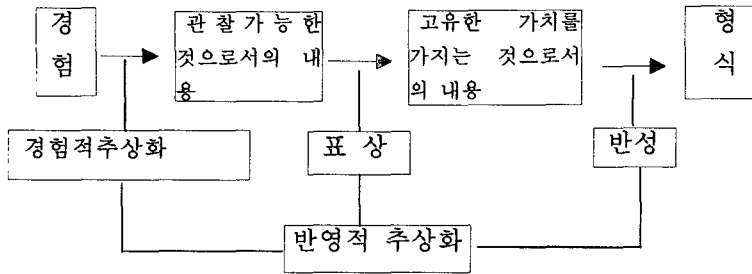 경험
관찰가능한
것으로서의 내
용
고유한 가치를
가지는 것으로서
의 내용
형식
경험적추상화
표 상
반성
반영적 추상화